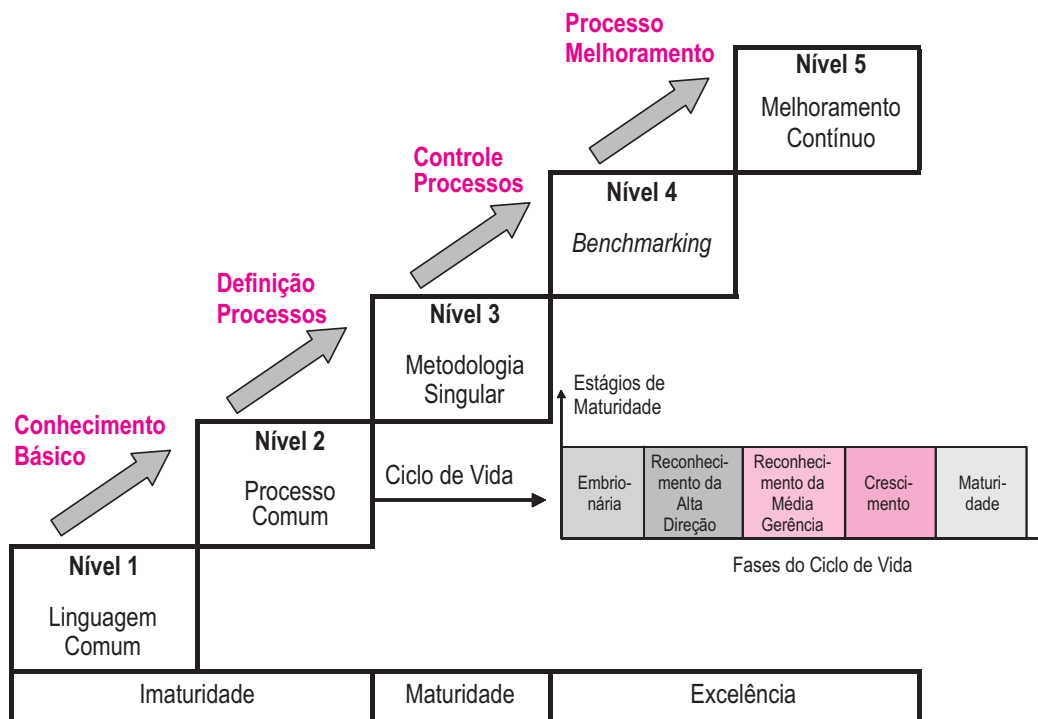 Processo
Melhoramento
Nível 5
Melhoramento
Contínuo
Controle
Processos
Nível 4
Benchmarking
Definição
Processos
Nível 3
Metodologia
Singular
Conhecimento
Básico
Nível 2
Processo
Comum
Ciclo de Vida
Estágios de
Maturidade
Embrio-
nária
Reconheci-
mento da
Alta
Direção
Reconheci-
mento da
Média
Gerência
Cresci-
mento
Maturi-
dade
Fases do Ciclo de Vida
Nível 1
Linguagem
Comum
Imaturidade
Maturidade
Excelência